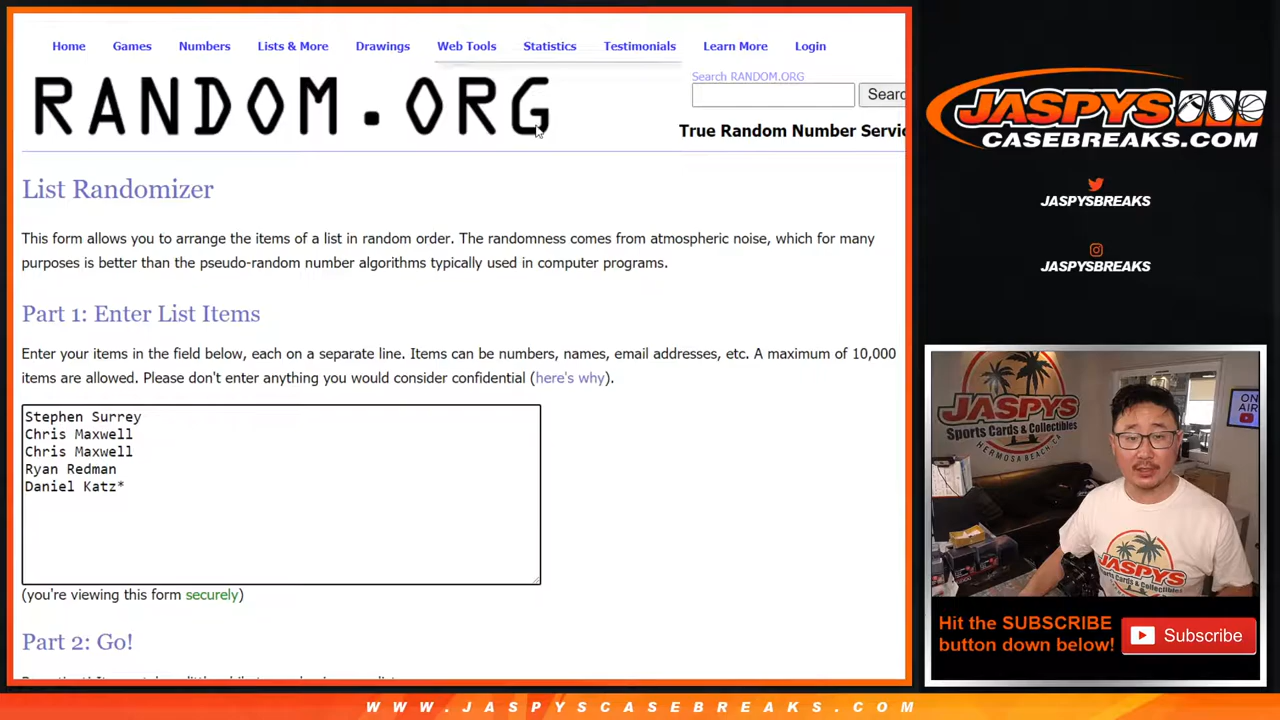 Home Games Numbers Lists & More Drawings Web Tools Statistics Testimonials Learn More Login
RANDOM.ORG
Search RANDOM.ORG
Searc
True Random Number Servic
List Randomizer
This form allows you to arrange the items of a list in random order. The randomness comes from atmospheric noise, which for many
purposes is better than the pseudo-random number algorithms typically used in computer programs.
Part 1: Enter List Items
Enter your items in the field below, each on a separate line. Items can be numbers, names, email addresses, etc. A maximum of 10,000
items are allowed. Please don't enter anything you would consider confidential (here's why).
Stephen Surrey
Chris Maxwell
Chris Maxwell
Ryan Redman
Daniel Katz*
(you're viewing this form securely)
Part 2: Go!
JASPYS
CASEBREAKS.COM
JASPYSBREAKS
JASPYSBREAKS
JASPYS
Sports Cards & Collectibles
HERMOSA BEACH CA
ON
AIR
JASPYS
Hit the SUBSCRIBE
button down below!
Subscribe
WWW.JASPYSCASEBREAKS.COM